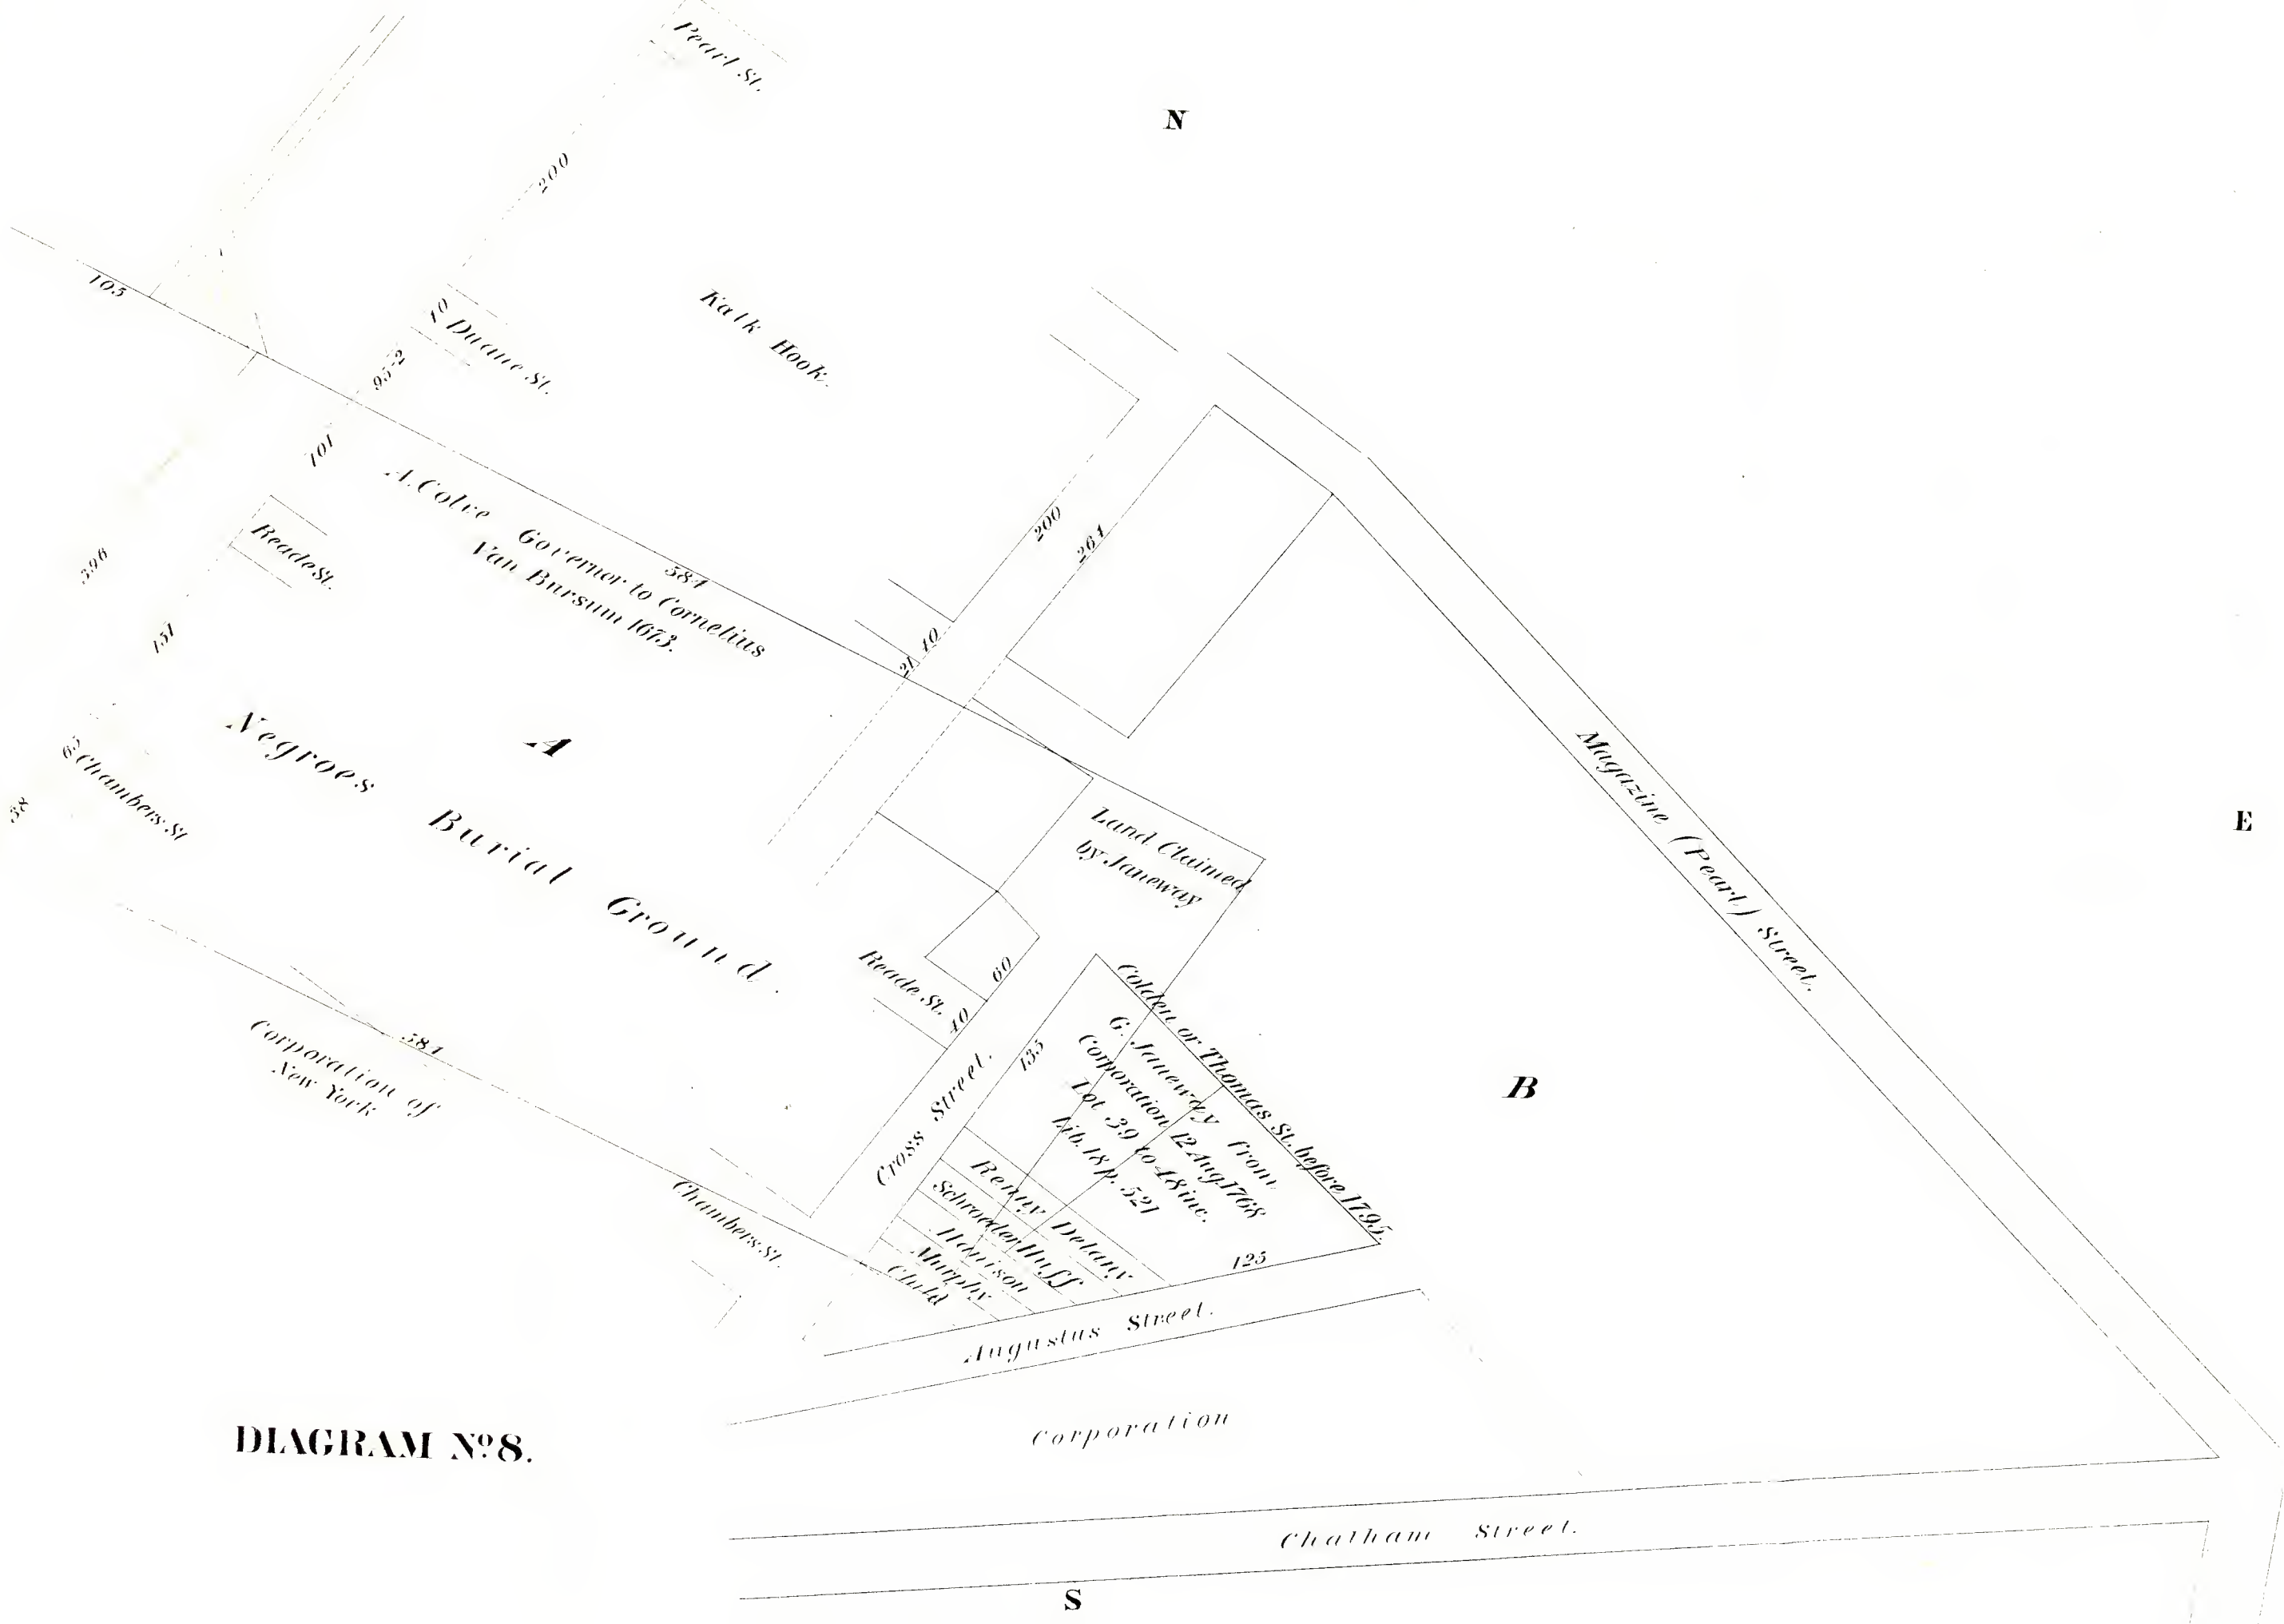 Pearl St.
N
200
105
10
Duane St.
Kalk Hook.
95-2
101
A. Colve Governor to Cornelius
Van Bursum 1673.
584
Reade St.
396
151
200
261
40
21
Negroes Burial Ground.
A
63
Chambers St
38
Land Claimed
by Janeway
Magazine (Pearl) Street.
E
Reade St.
60
40
Cross Street.
135
Colden or Thomas St. before 1795.
G. Janeway from
Corporation 12 Aug. 1768
Lot 39 to 48 inc.
Lib. 18 p. 521
B
584
Corporation of
New York
Chambers St.
Remy Delany
Schroeder Huff
Harrison
Murphy
Child
125
Augustus Street.
DIAGRAM No. 8.
Corporation
Chatham Street.
S